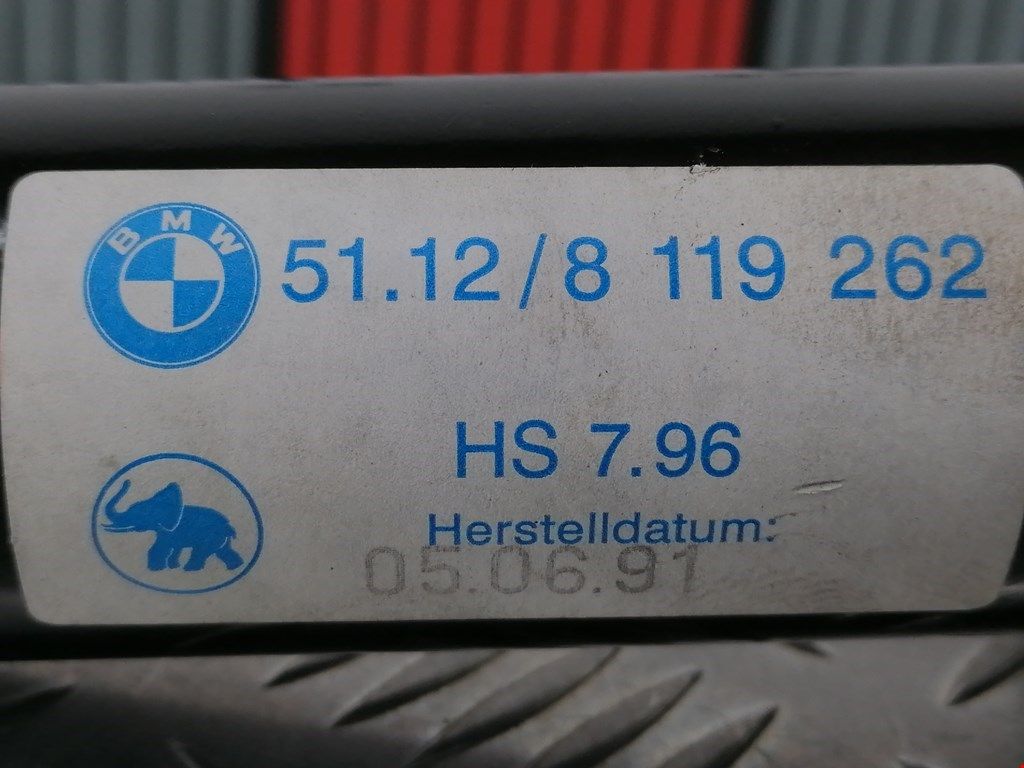 BMW
51.12/8 119 262
HS 7.96
Herstelldatum:
05.06.91